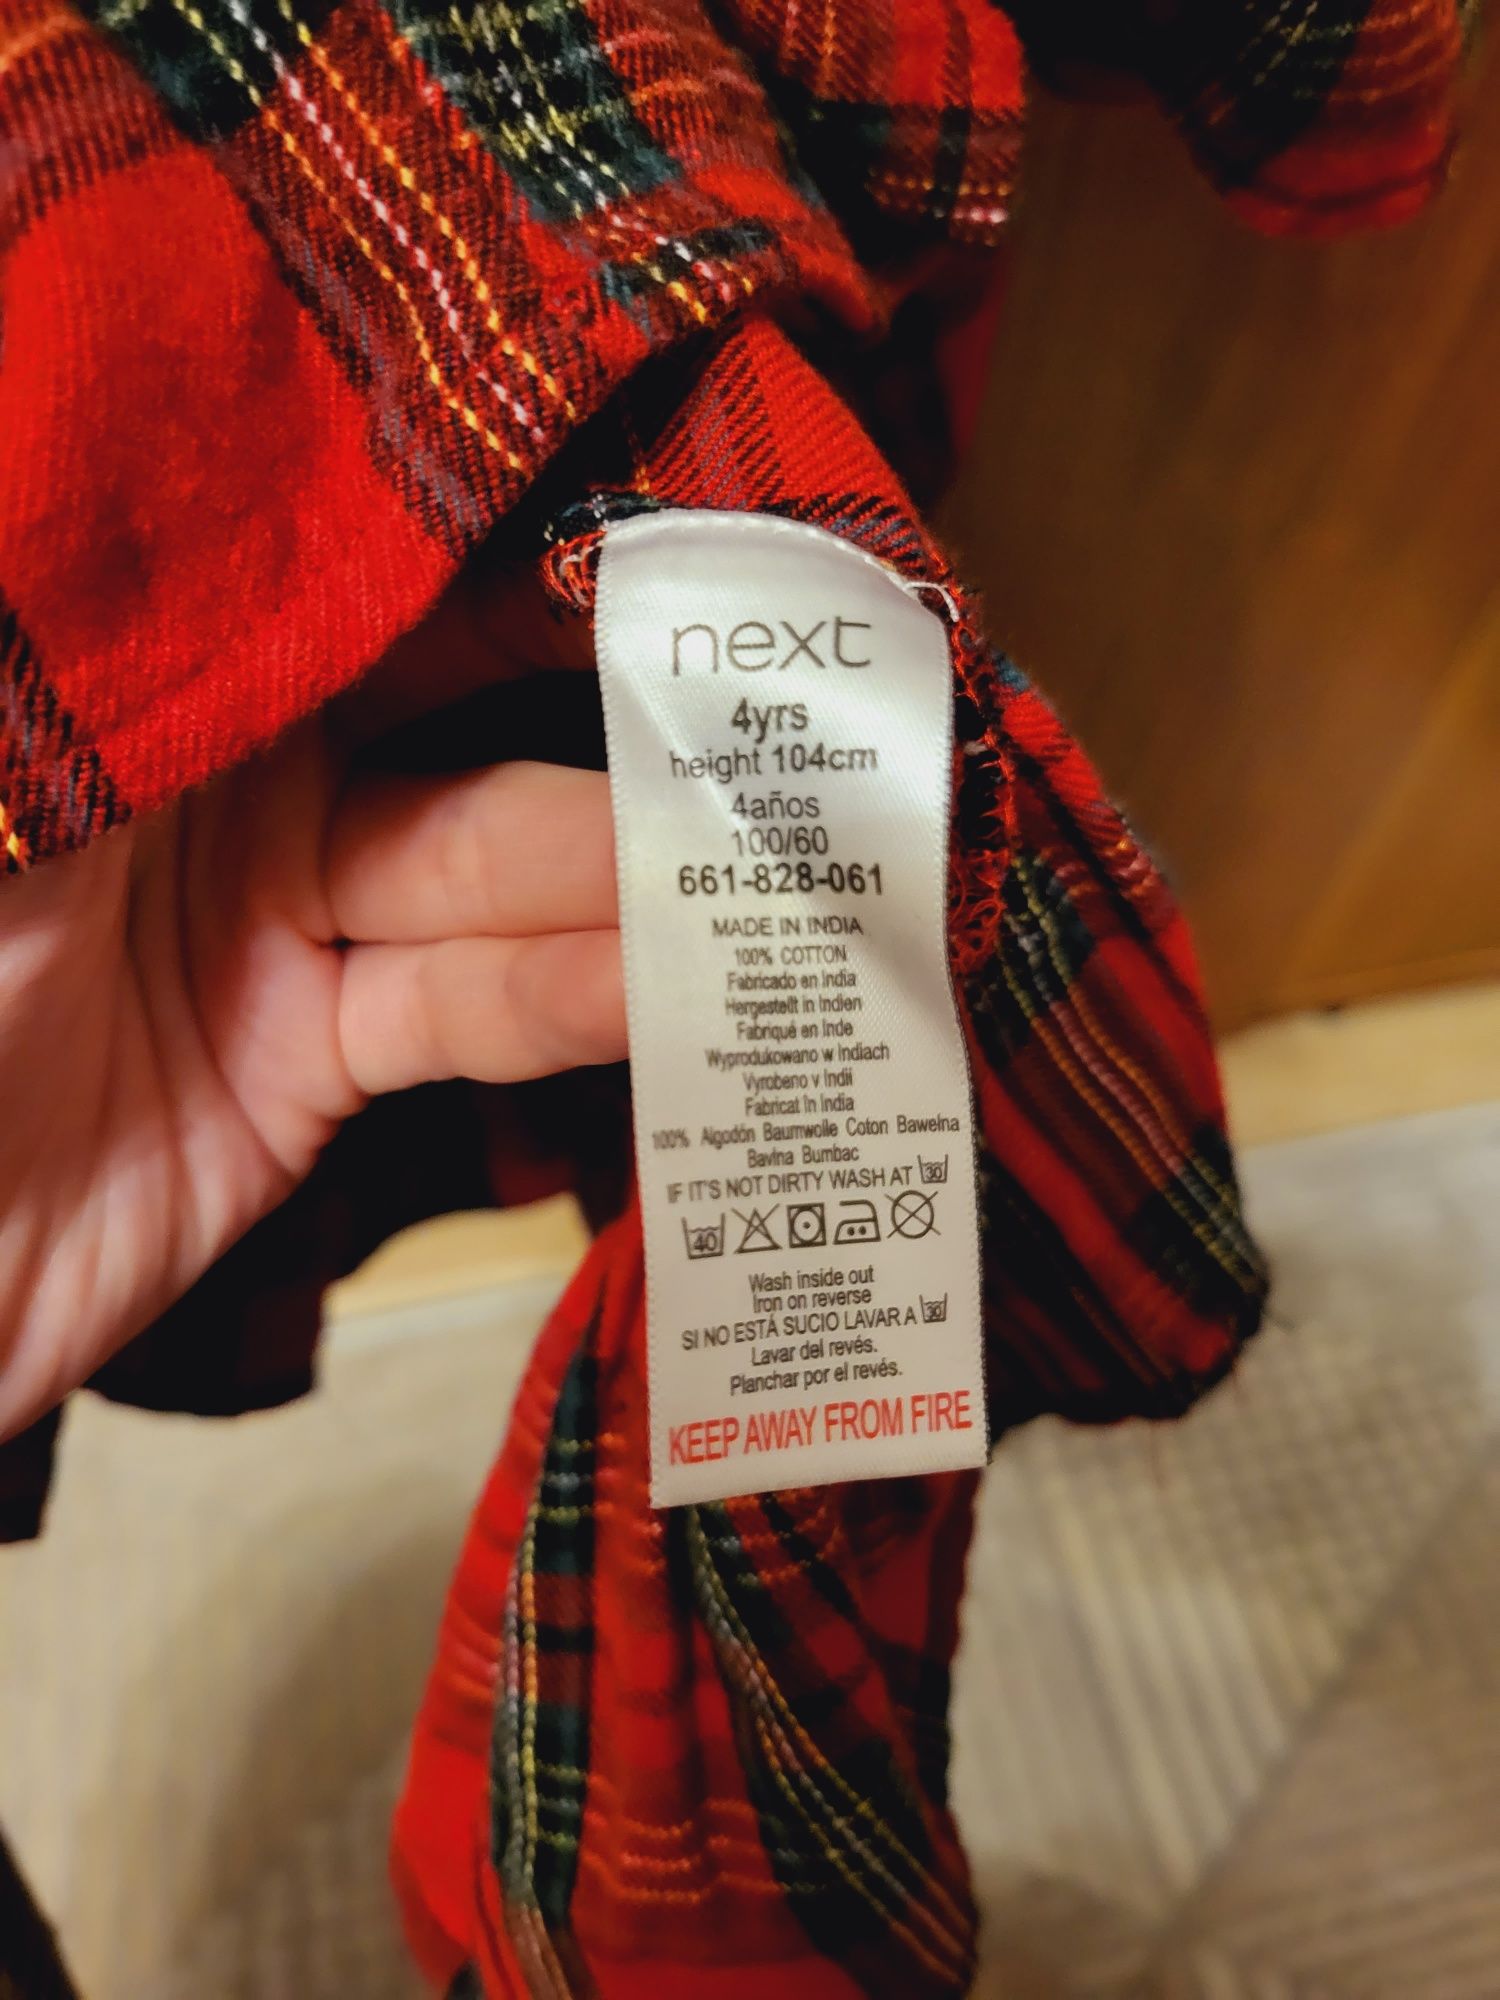 next
4yrs
height 104cm
4años
100/60
661-828-061
MADE IN INDIA
100% COTTON
Fabricado en India
Hergestellt in Indien
Fabriqué en Inde
Wyprodukowano w Indiach
Vyrobeno v Indii
Fabricat în India
100% Algodón Baumwolle Coton Bawełna
Bavlna Bumbac
IF IT'S NOT DIRTY WASH AT 30
40
Wash inside out
Iron on reverse
SI NO ESTÁ SUCIO LAVAR A 30
Lavar del revés.
Planchar por el revés.
KEEP AWAY FROM FIRE